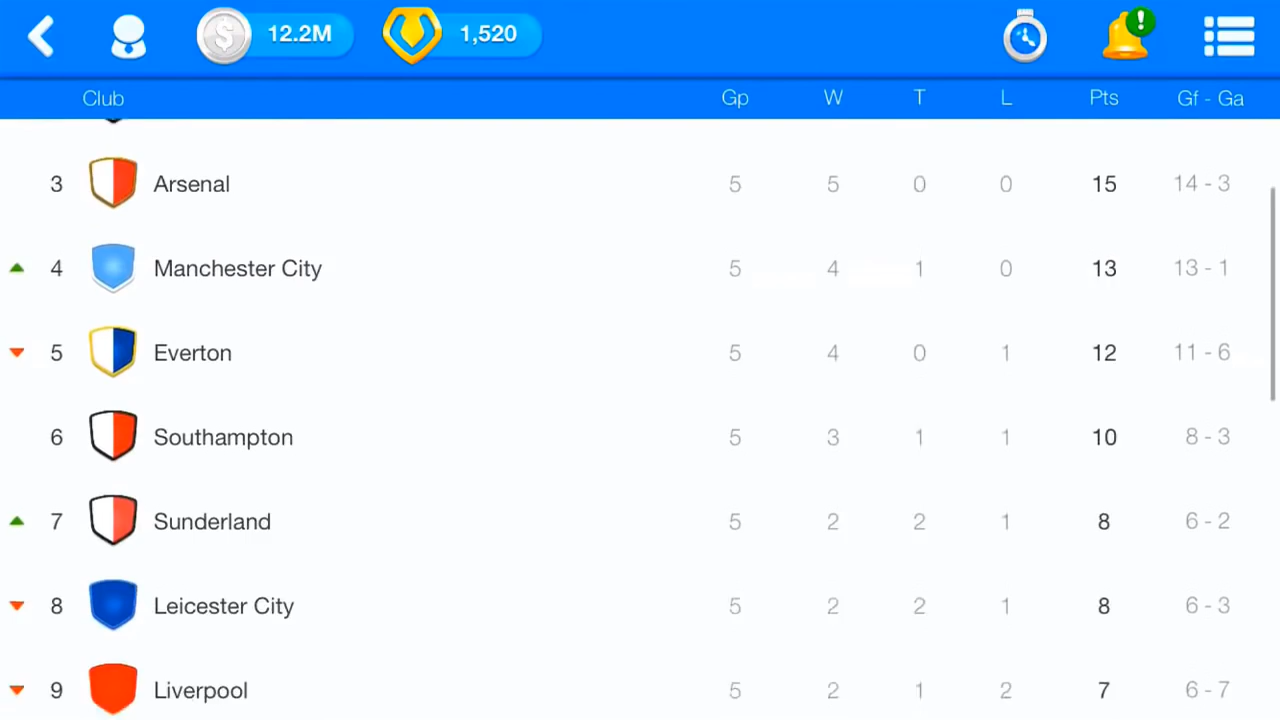 12.2M 1,520 !
Club Gp W T L Pts Gf - Ga
3 Arsenal 5 5 0 0 15 14 - 3
4 Manchester City 5 4 1 0 13 13 - 1
5 Everton 5 4 0 1 12 11 - 6
6 Southampton 5 3 1 1 10 8 - 3
7 Sunderland 5 2 2 1 8 6 - 2
8 Leicester City 5 2 2 1 8 6 - 3
9 Liverpool 5 2 1 2 7 6 - 7